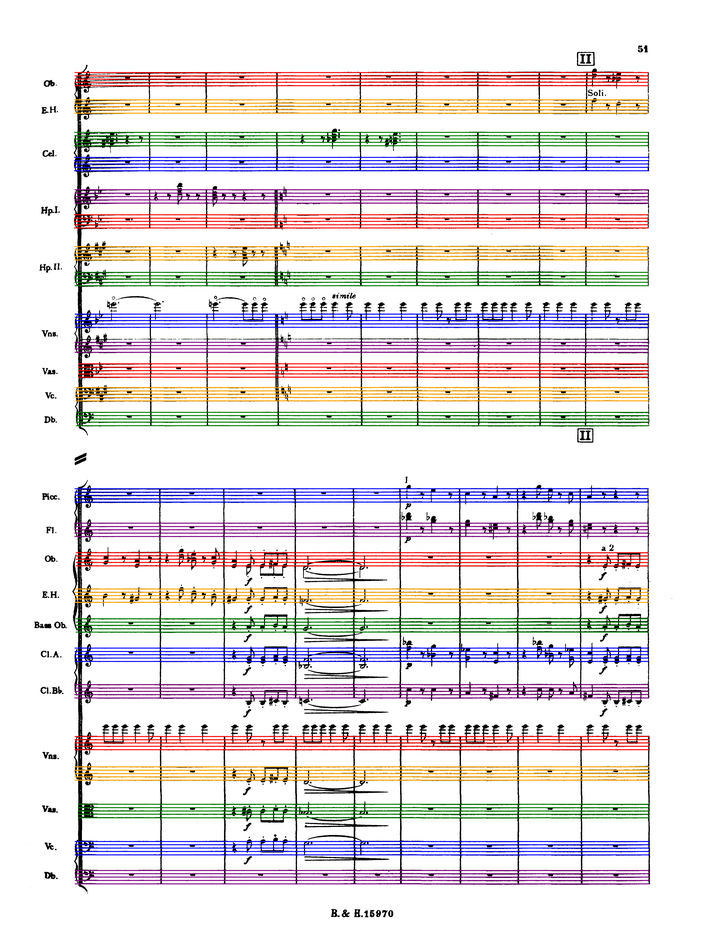 51
II
Ob.
Soli.
E.H.
Cel.
Hp.I.
Hp.II.
simile
Vns.
Vas.
Vc.
Db.
II
1
Picc.
p
Fl.
p
a 2
Ob.
f
f
E.H.
f
f
Bass Ob.
f
Cl.A.
f
p
f
Cl.B♭.
f
p
f
Vns.
f
Vas.
f
Vc.
f
Db.
B. & H. 15970